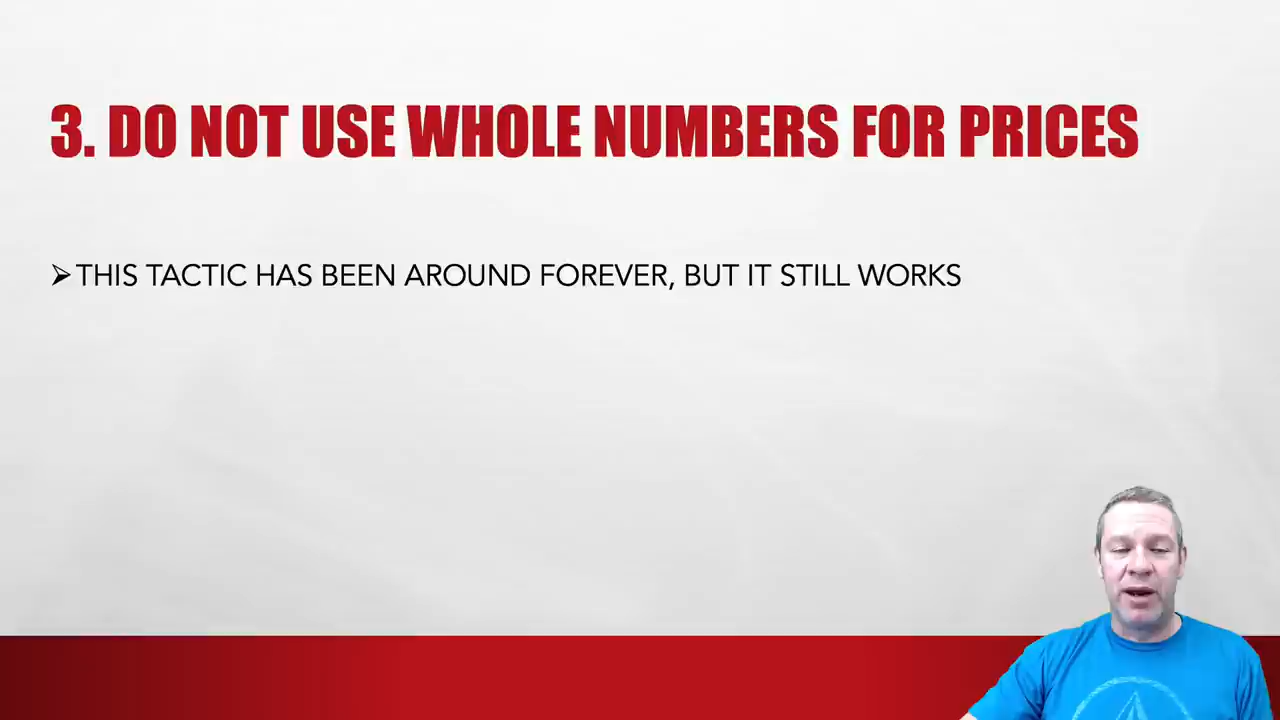 3. DO NOT USE WHOLE NUMBERS FOR PRICES
➢THIS TACTIC HAS BEEN AROUND FOREVER, BUT IT STILL WORKS